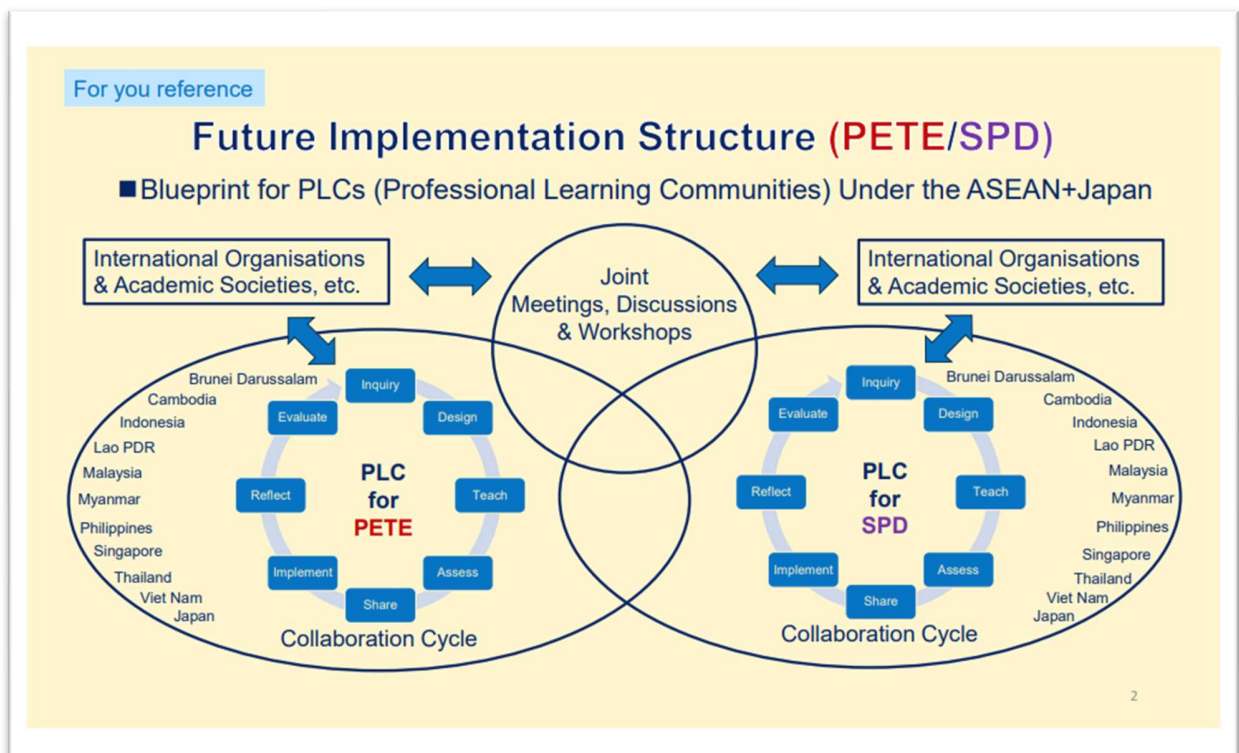 For you reference
Future Implementation Structure (PETE/SPD)
■Blueprint for PLCs (Professional Learning Communities) Under the ASEAN+Japan
International Organisations
& Academic Societies, etc.
Joint
Meetings, Discussions
& Workshops
International Organisations
& Academic Societies, etc.
Brunei Darussalam
Cambodia
Indonesia
Lao PDR
Malaysia
Myanmar
Philippines
Singapore
Thailand
Viet Nam
Japan
Inquiry
Design
Teach
Assess
Share
Implement
Reflect
Evaluate
PLC
for
PETE
Collaboration Cycle
Inquiry
Design
Teach
Assess
Share
Implement
Reflect
Evaluate
PLC
for
SPD
Collaboration Cycle
Brunei Darussalam
Cambodia
Indonesia
Lao PDR
Malaysia
Myanmar
Philippines
Singapore
Thailand
Viet Nam
Japan
2